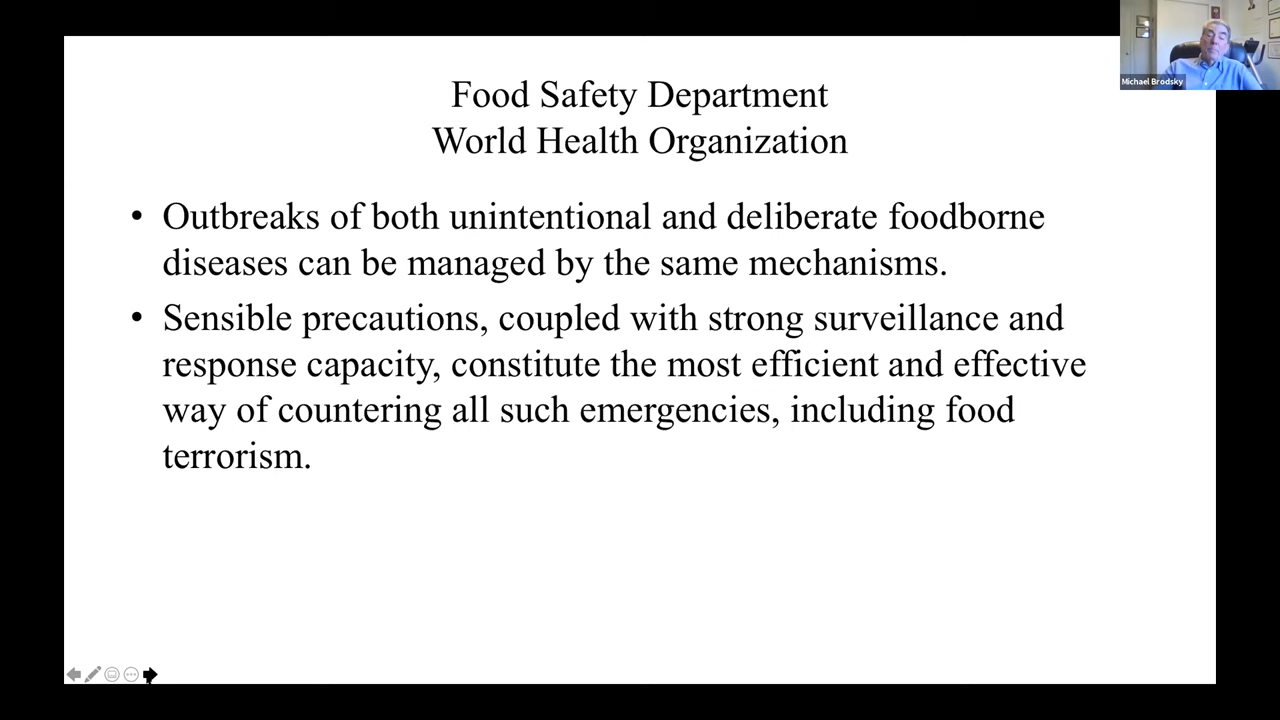 Michael Brodsky
Food Safety Department
World Health Organization
• Outbreaks of both unintentional and deliberate foodborne
diseases can be managed by the same mechanisms.
• Sensible precautions, coupled with strong surveillance and
response capacity, constitute the most efficient and effective
way of countering all such emergencies, including food
terrorism.